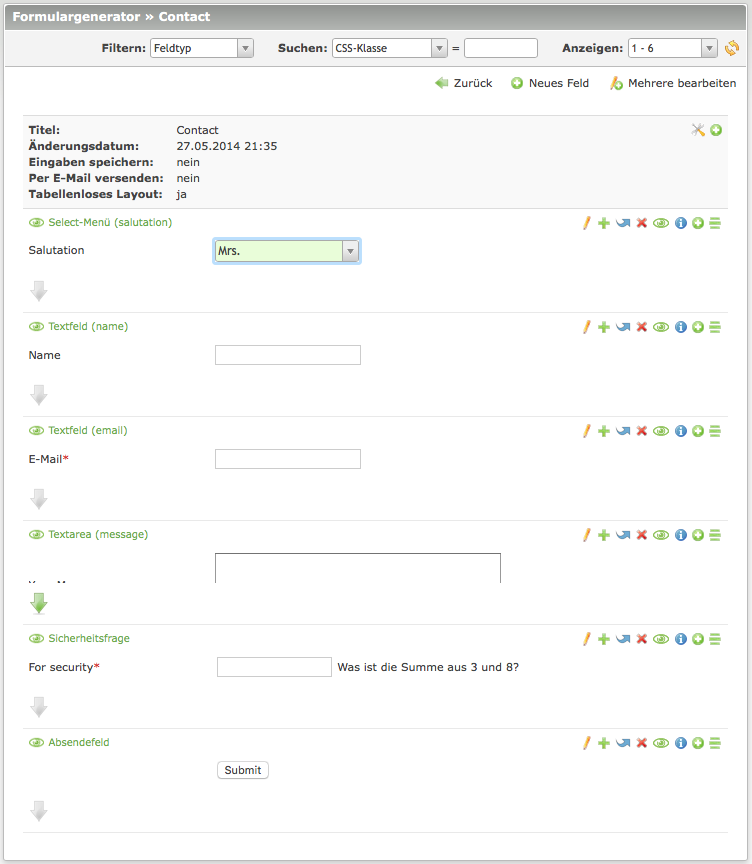 Formulargenerator » Contact
Filtern: Feldtyp Suchen: CSS-Klasse = Anzeigen: 1 - 6
Zurück Neues Feld Mehrere bearbeiten
Titel: Contact
Änderungsdatum: 27.05.2014 21:35
Eingaben speichern: nein
Per E-Mail versenden: nein
Tabellenloses Layout: ja
Select-Menü (salutation)
Salutation Mrs.
Textfeld (name)
Name
Textfeld (email)
E-Mail*
Textarea (message)
Sicherheitsfrage
For security* Was ist die Summe aus 3 und 8?
Absendefeld
Submit